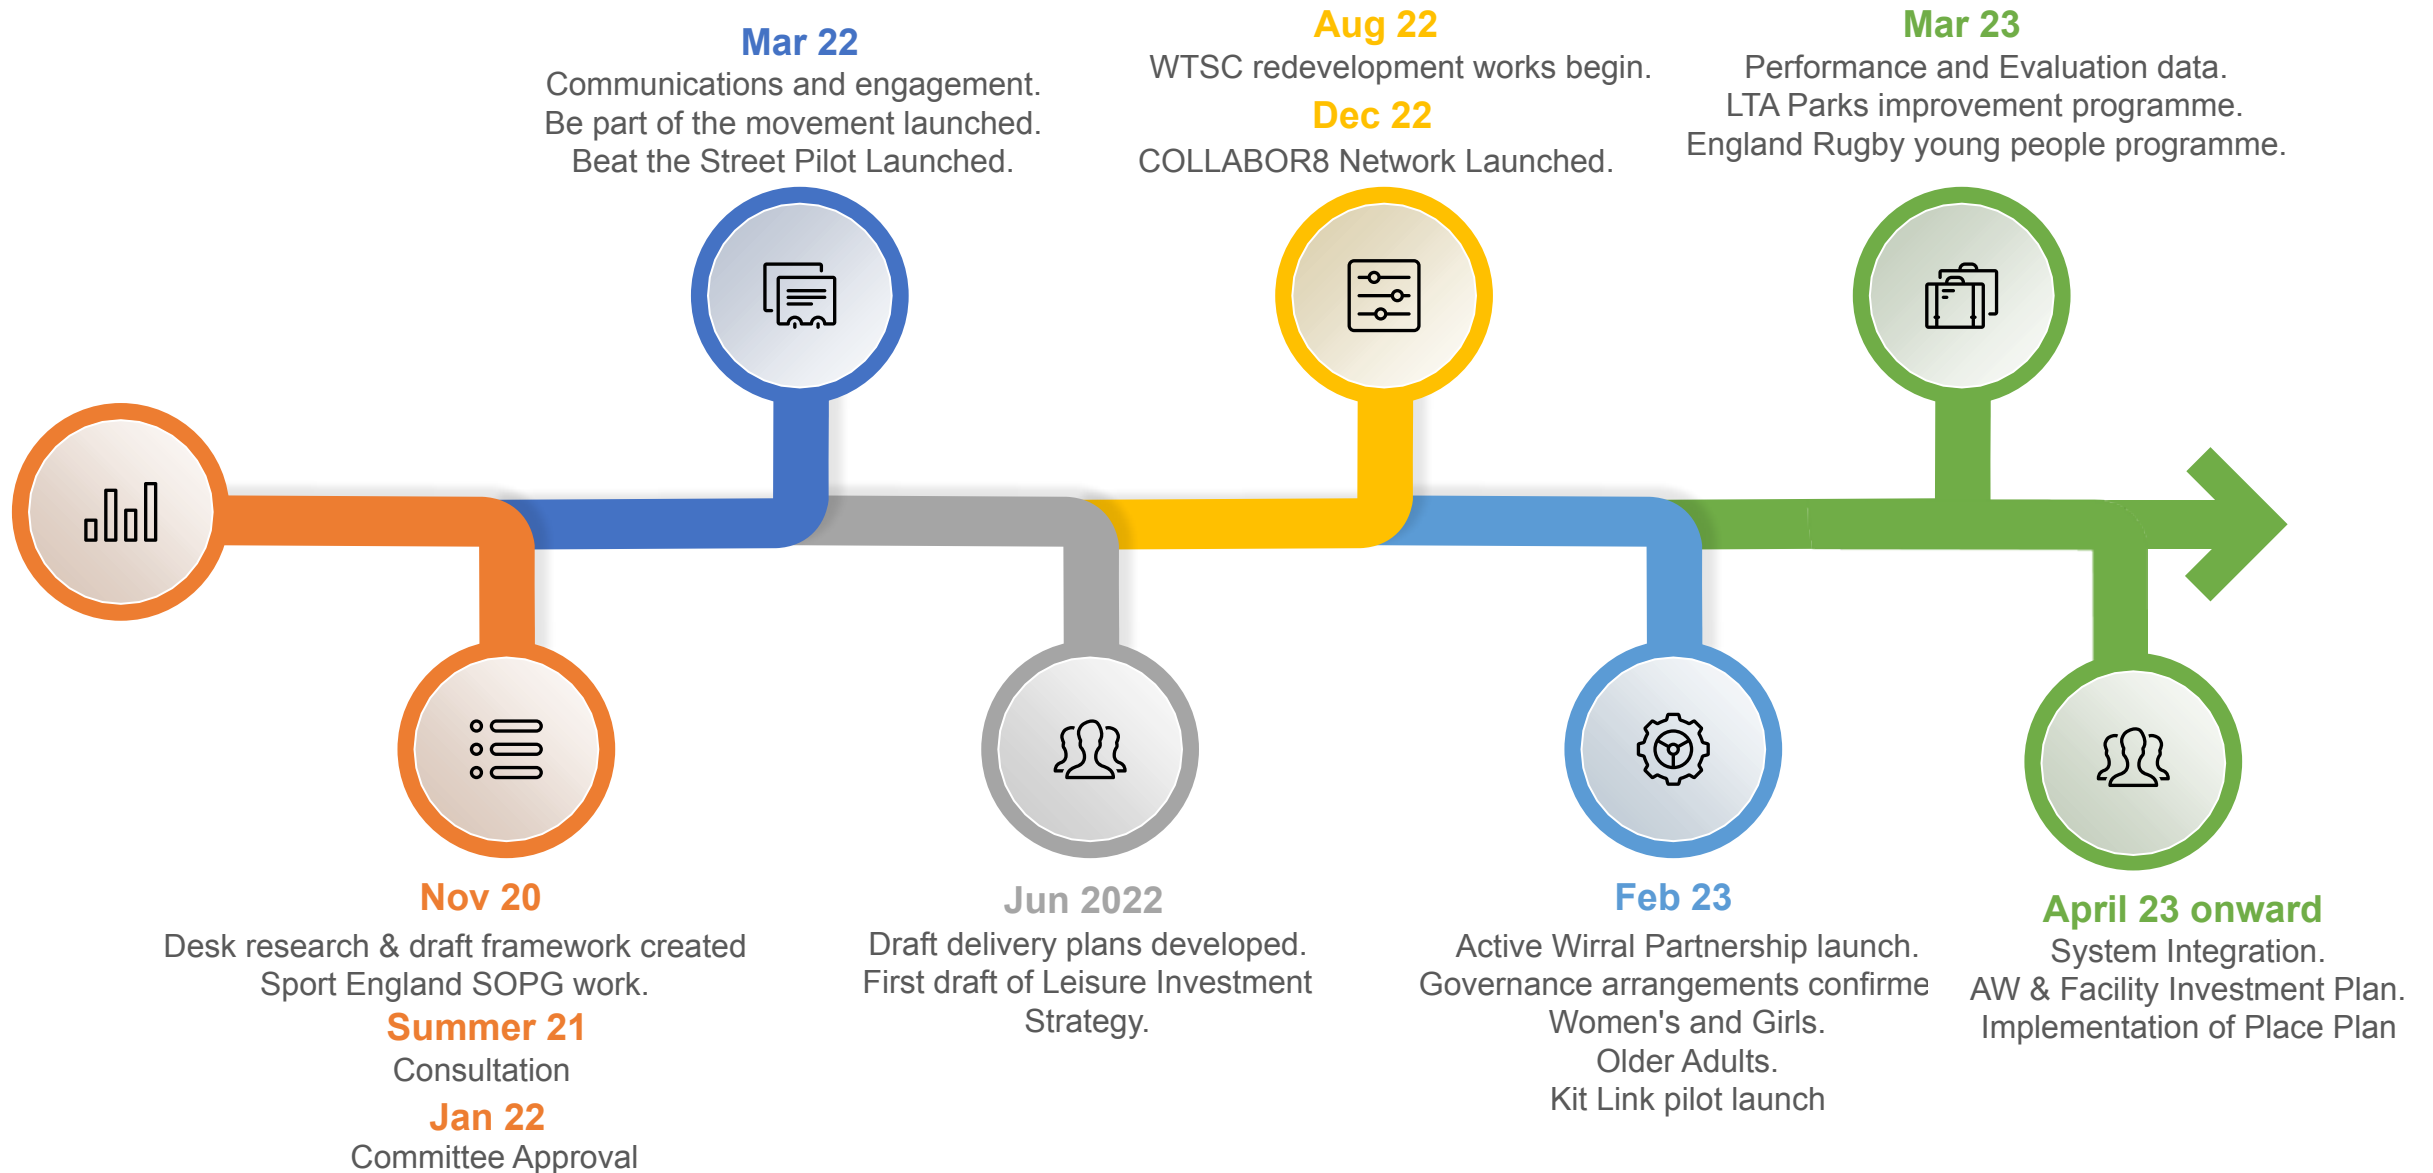 Mar 22
Communications and engagement.
Be part of the movement launched.
Beat the Street Pilot Launched.
Aug 22
WTSC redevelopment works begin.
Dec 22
COLLABOR8 Network Launched.
Mar 23
Performance and Evaluation data.
LTA Parks improvement programme.
England Rugby young people programme.
Nov 20
Desk research & draft framework created
Sport England SOPG work.
Summer 21
Consultation
Jan 22
Committee Approval
Jun 2022
Draft delivery plans developed.
First draft of Leisure Investment
Strategy.
Feb 23
Active Wirral Partnership launch.
Governance arrangements confirme
Women's and Girls.
Older Adults.
Kit Link pilot launch
April 23 onward
System Integration.
AW & Facility Investment Plan.
Implementation of Place Plan